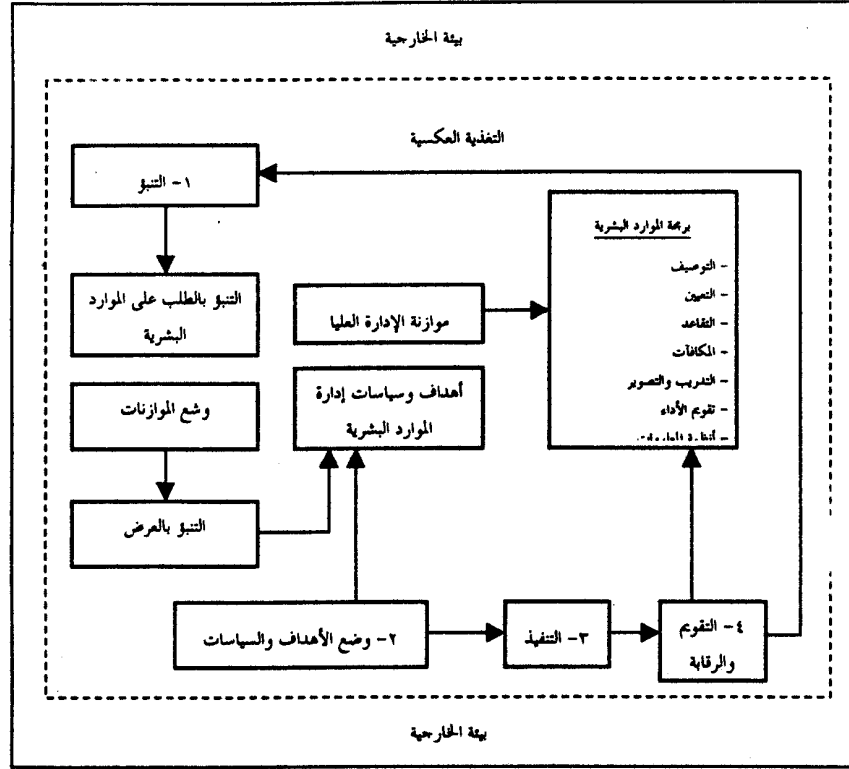 بيئة الخارجية
التغذية العكسية
١- التنبؤ
برمجة الموارد البشرية
- التوصيف
- التعيين
- التقاعد
- المكافآت
- التدريب والتصوير
- تقويم الأداء
التنبؤ بالطلب على الموارد
البشرية
موازنة الإدارة العليا
وشع الموازنات
أهداف وسياسات إدارة
الموارد البشرية
التنبؤ بالعرض
٢- وضع الأهداف والسياسات
٣- التنفيذ
٤- التقويم
والرقابة
بيئة الخارجية